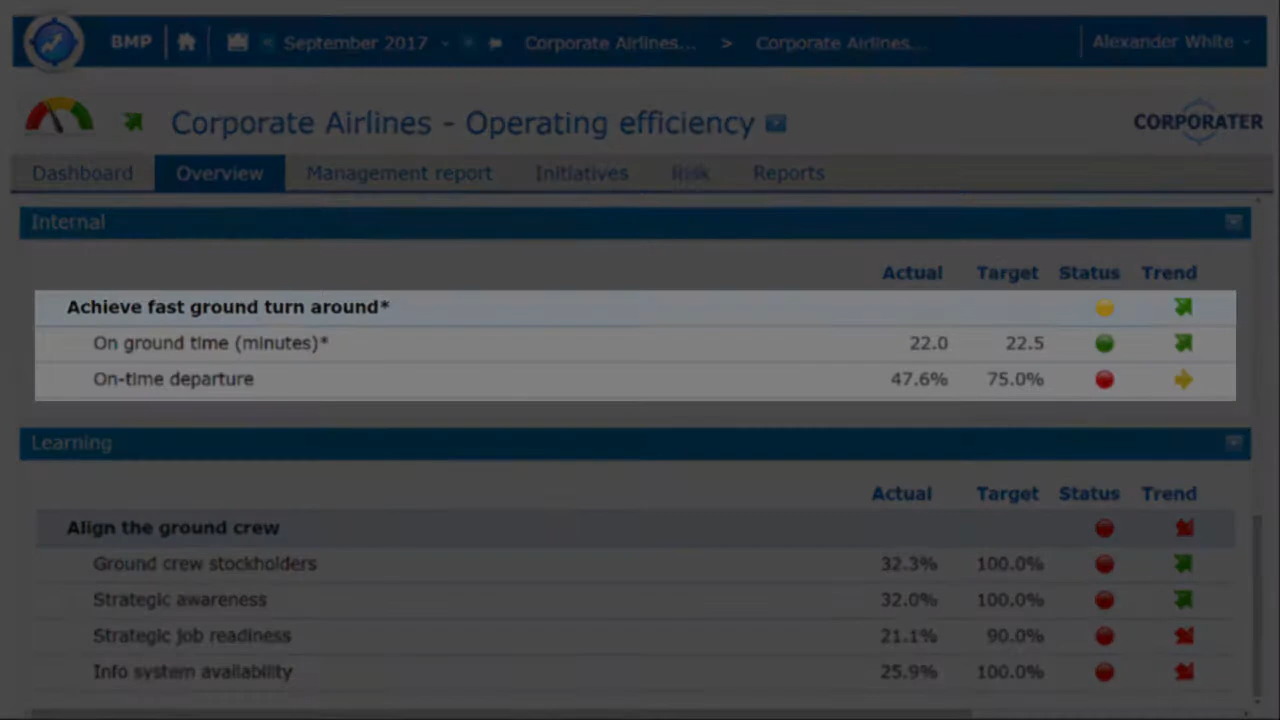 BMP September 2017 Corporate Airlines... > Corporate Airlines... Alexander White
Corporate Airlines - Operating efficiency
CORPORATER
Dashboard Overview Management report Initiatives Risk Reports
Internal
Actual Target Status Trend
Achieve fast ground turn around*
On ground time (minutes)* 22.0 22.5
On-time departure 47.6% 75.0%
Learning
Actual Target Status Trend
Align the ground crew
Ground crew stockholders 32.3% 100.0%
Strategic awareness 32.0% 100.0%
Strategic job readiness 21.1% 90.0%
Info system availability 25.9% 100.0%